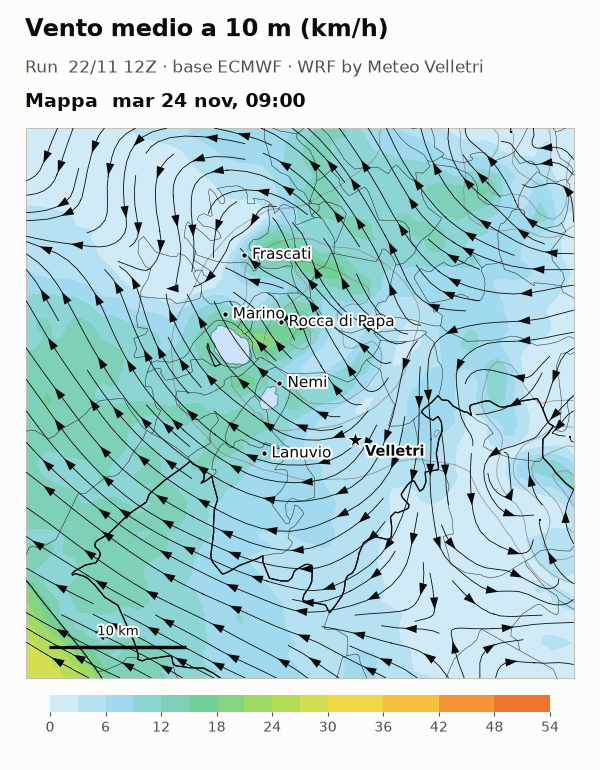 Vento medio a 10 m (km/h)
Run 22/11 12Z · base ECMWF · WRF by Meteo Velletri
Mappa mar 24 nov, 09:00
Frascati
Marino
Rocca di Papa
Nemi
Lanuvio
Velletri
10 km
0 6 12 18 24 30 36 42 48 54